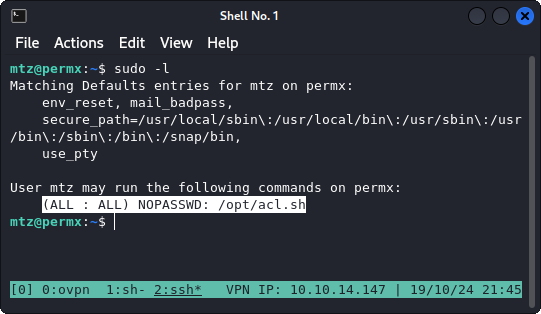 Shell No. 1
File Actions Edit View Help
mtz@permx:~$ sudo -l
Matching Defaults entries for mtz on permx:
    env_reset, mail_badpass,
    secure_path=/usr/local/sbin\:/usr/local/bin\:/usr/sbin\:/usr
/bin\:/sbin\:/bin\:/snap/bin,
    use_pty
User mtz may run the following commands on permx:
    (ALL : ALL) NOPASSWD: /opt/acl.sh
mtz@permx:~$
[0] 0:ovpn 1:sh- 2:ssh* VPN IP: 10.10.14.147 | 19/10/24 21:45